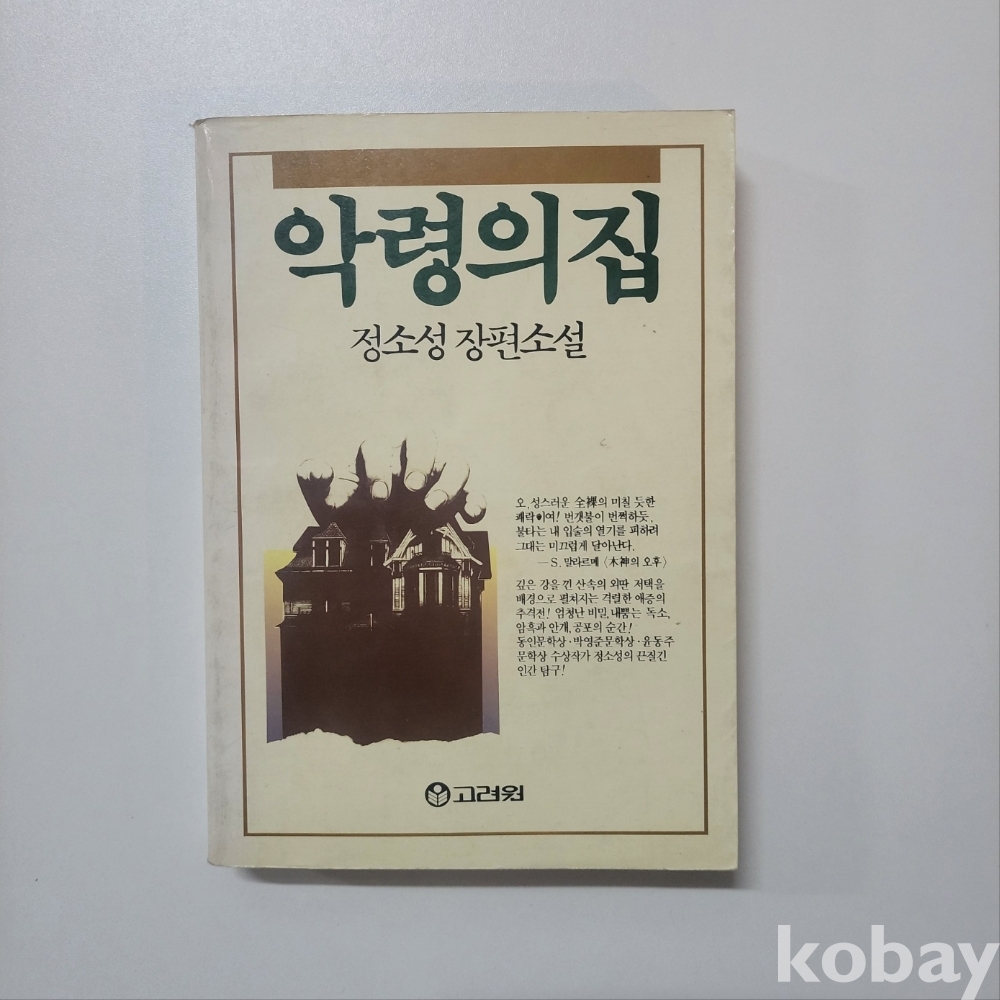 악령의집
정소성 장편소설
오, 성스러운 全裸의 미칠 듯한
쾌락이여! 번갯불이 번쩍하듯,
불타는 내 입술의 열기를 피하려
그대는 미끄럽게 달아난다.
—S. 말라르메 〈木神의 오후〉
깊은 강을 낀 산속의 외딴 저택을
배경으로 펼쳐지는 격렬한 애증의
추격전! 엄청난 비밀, 내뿜는 독소,
암흑과 안개, 공포의 순간!
동인문학상·박영준문학상·윤동주
문학상 수상작가 정소성의 끈질긴
인간 탐구!
고려원
kobay